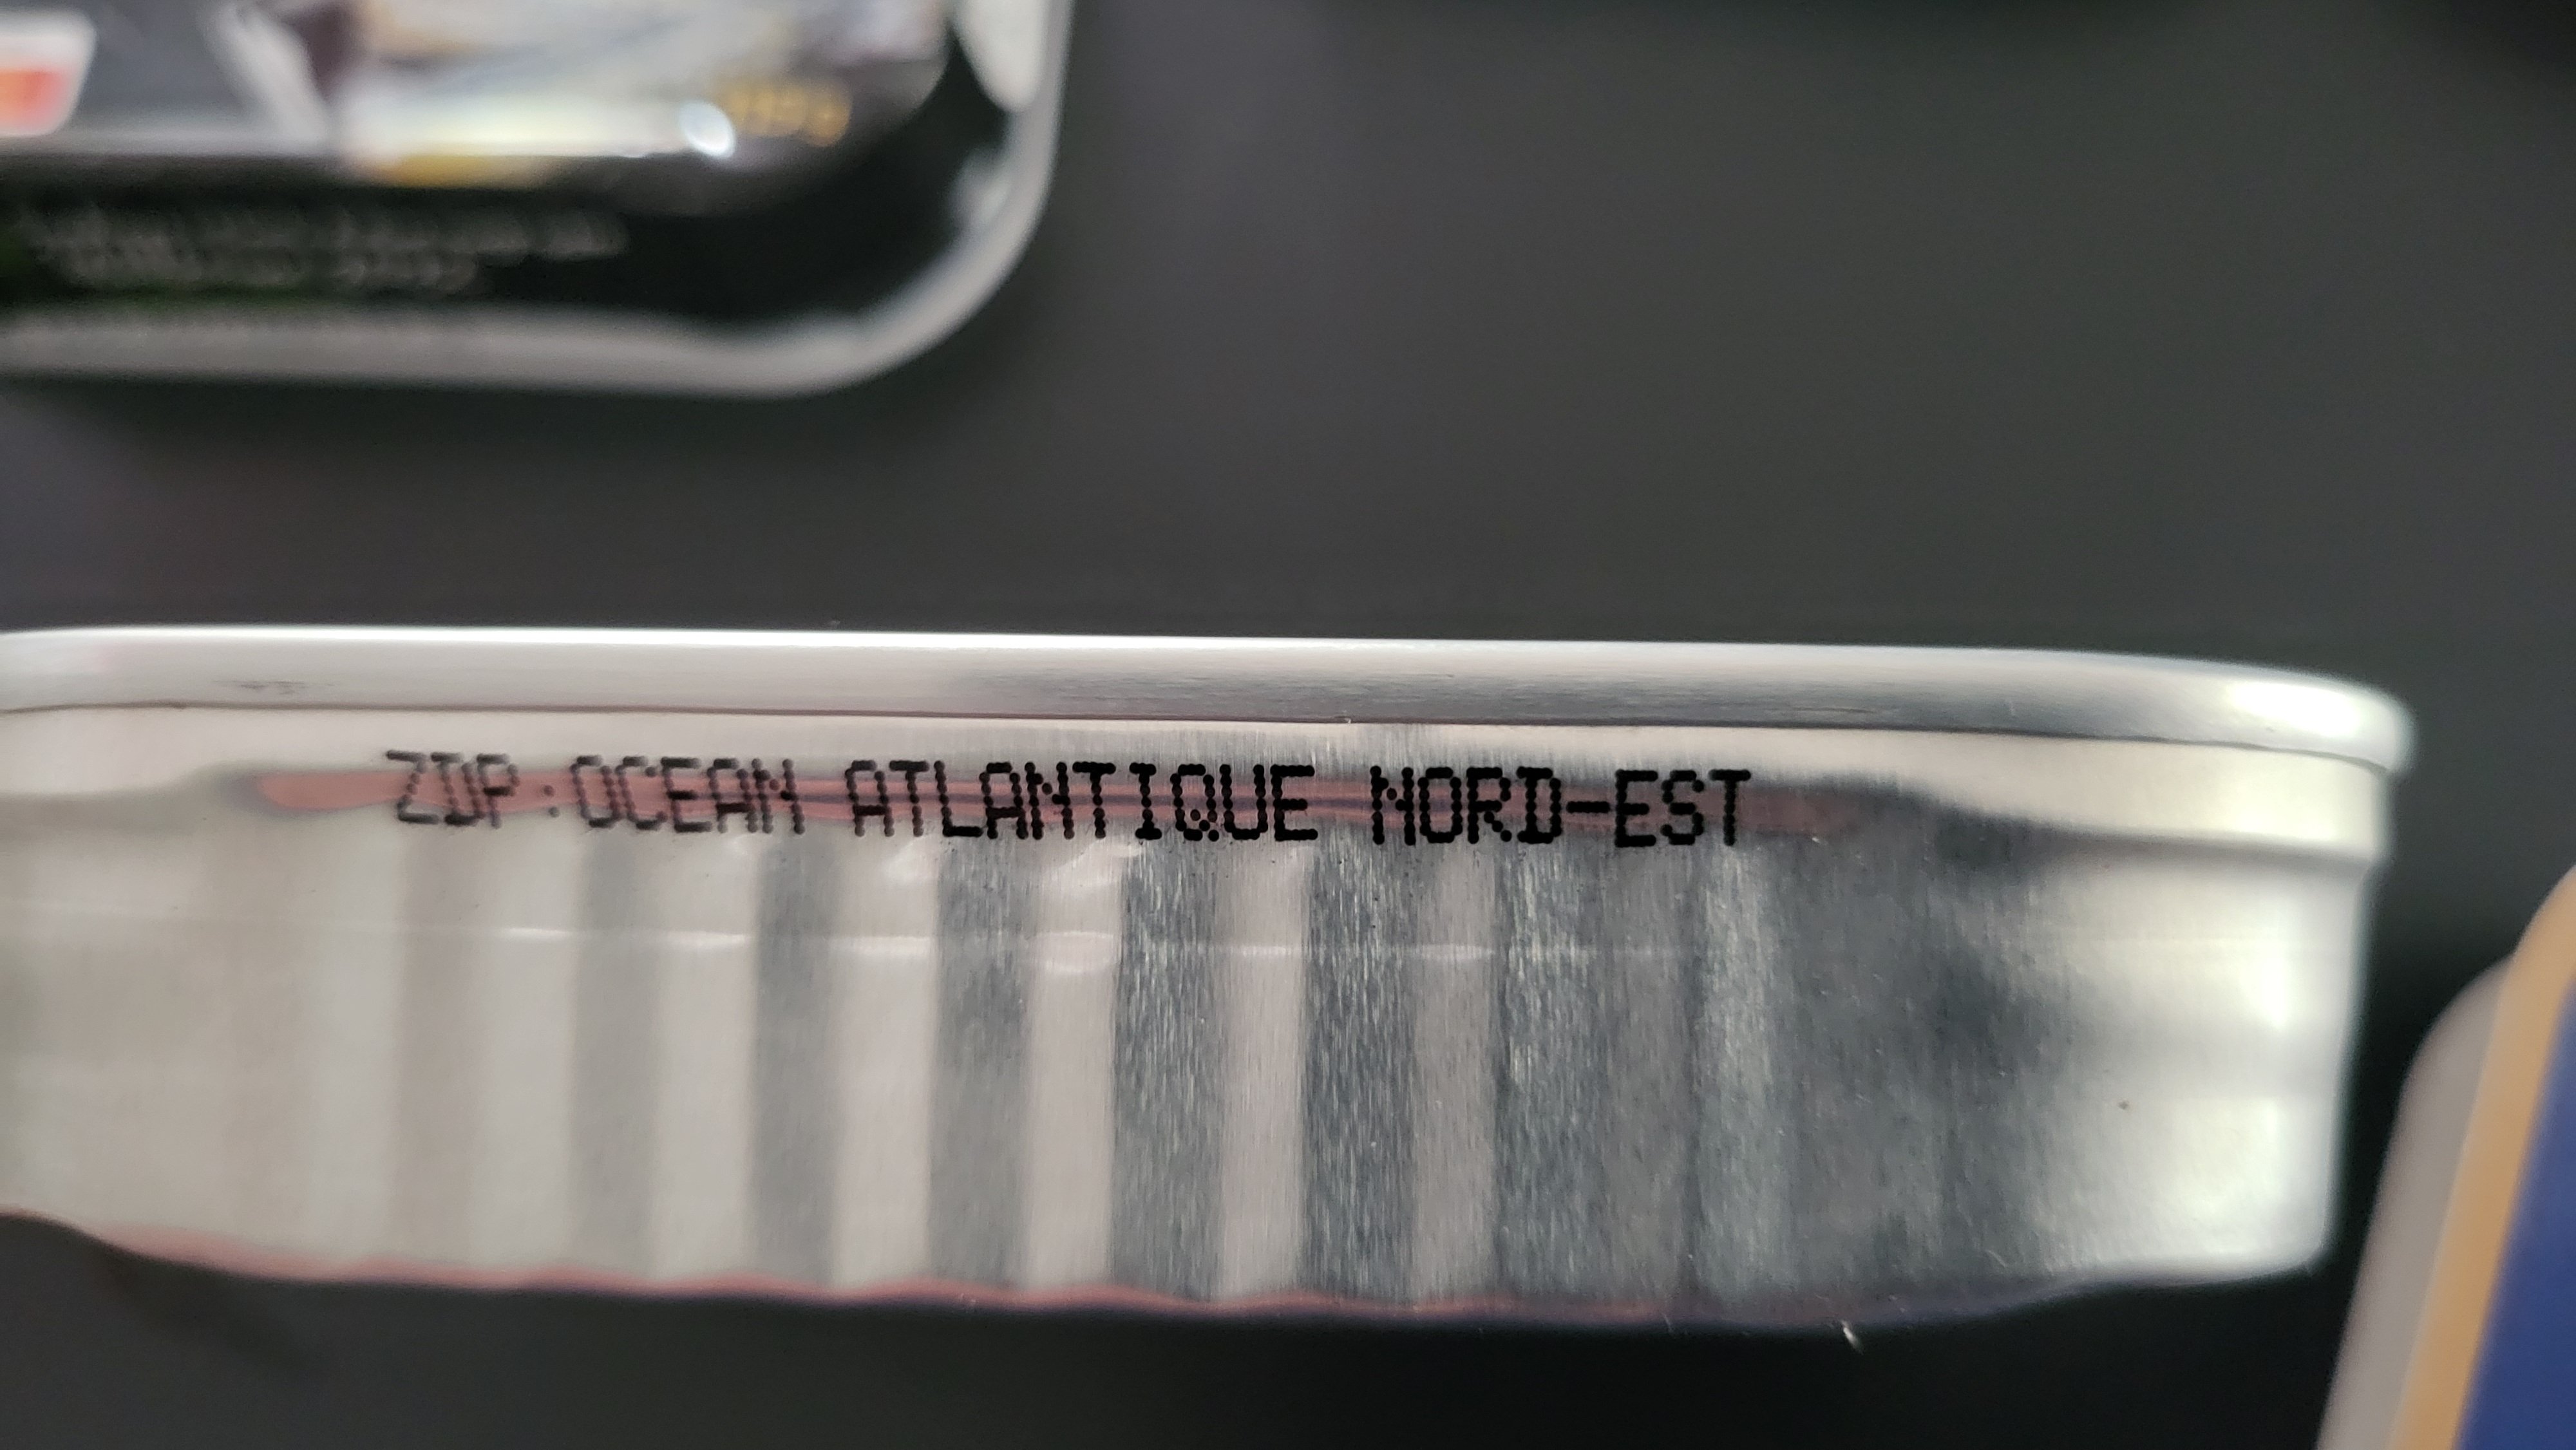 ZDP:OCEAN ATLANTIQUE NORD-EST